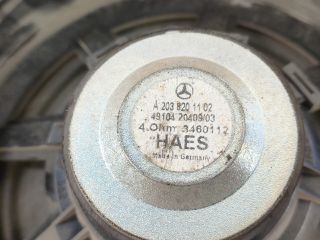 A 203 820 11 02
49104 20409/03
4.Ohm 3460112
HAES
Made in Germany